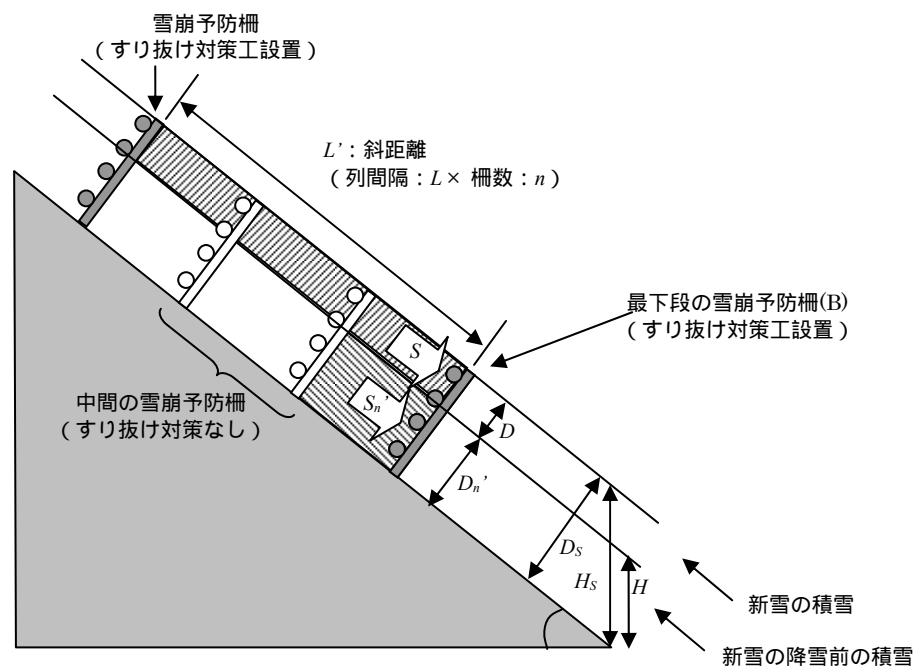 雪崩予防柵
（すり抜け対策工設置）
L'：斜距離
（列間隔：L× 柵数：n）
最下段の雪崩予防柵(B)
（すり抜け対策工設置）
S
Sn'
中間の雪崩予防柵
（すり抜け対策なし）
D
Dn'
DS
HS
H
新雪の積雪
新雪の降雪前の積雪